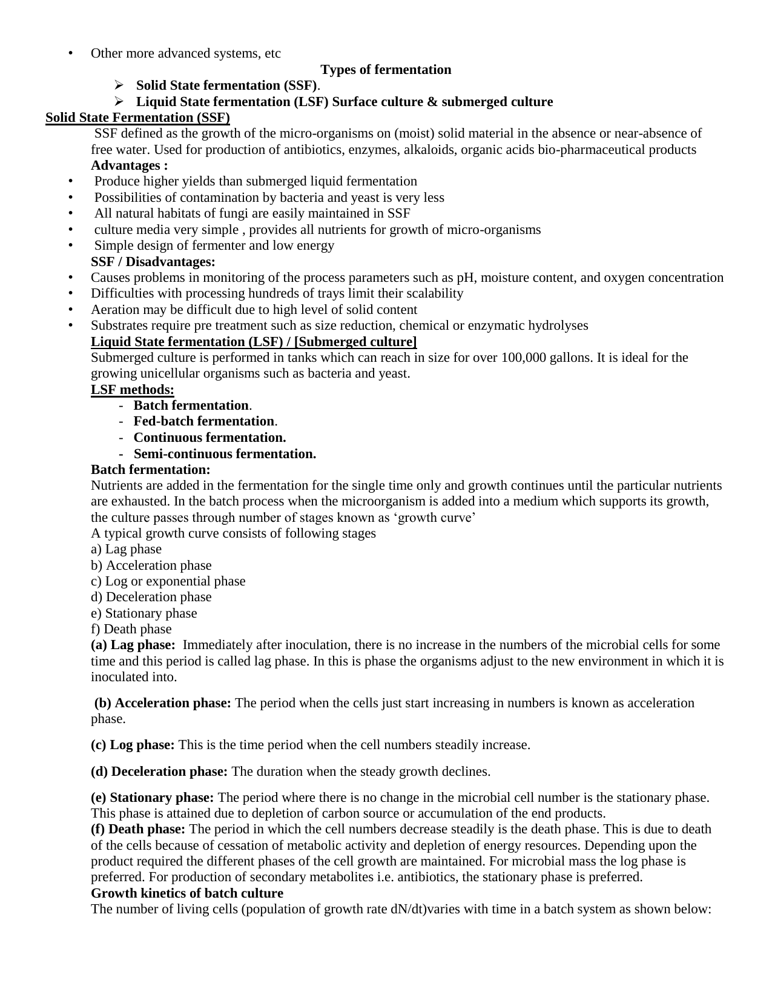 • Other more advanced systems, etc
Types of fermentation
➢ Solid State fermentation (SSF).
➢ Liquid State fermentation (LSF) Surface culture & submerged culture
Solid State Fermentation (SSF)
SSF defined as the growth of the micro-organisms on (moist) solid material in the absence or near-absence of
free water. Used for production of antibiotics, enzymes, alkaloids, organic acids bio-pharmaceutical products
Advantages :
• Produce higher yields than submerged liquid fermentation
• Possibilities of contamination by bacteria and yeast is very less
• All natural habitats of fungi are easily maintained in SSF
• culture media very simple , provides all nutrients for growth of micro-organisms
• Simple design of fermenter and low energy
SSF / Disadvantages:
• Causes problems in monitoring of the process parameters such as pH, moisture content, and oxygen concentration
• Difficulties with processing hundreds of trays limit their scalability
• Aeration may be difficult due to high level of solid content
• Substrates require pre treatment such as size reduction, chemical or enzymatic hydrolyses
Liquid State fermentation (LSF) / [Submerged culture]
Submerged culture is performed in tanks which can reach in size for over 100,000 gallons. It is ideal for the
growing unicellular organisms such as bacteria and yeast.
LSF methods:
- Batch fermentation.
- Fed-batch fermentation.
- Continuous fermentation.
- Semi-continuous fermentation.
Batch fermentation:
Nutrients are added in the fermentation for the single time only and growth continues until the particular nutrients
are exhausted. In the batch process when the microorganism is added into a medium which supports its growth,
the culture passes through number of stages known as ‘growth curve’
A typical growth curve consists of following stages
a) Lag phase
b) Acceleration phase
c) Log or exponential phase
d) Deceleration phase
e) Stationary phase
f) Death phase
(a) Lag phase: Immediately after inoculation, there is no increase in the numbers of the microbial cells for some
time and this period is called lag phase. In this is phase the organisms adjust to the new environment in which it is
inoculated into.
(b) Acceleration phase: The period when the cells just start increasing in numbers is known as acceleration
phase.
(c) Log phase: This is the time period when the cell numbers steadily increase.
(d) Deceleration phase: The duration when the steady growth declines.
(e) Stationary phase: The period where there is no change in the microbial cell number is the stationary phase.
This phase is attained due to depletion of carbon source or accumulation of the end products.
(f) Death phase: The period in which the cell numbers decrease steadily is the death phase. This is due to death
of the cells because of cessation of metabolic activity and depletion of energy resources. Depending upon the
product required the different phases of the cell growth are maintained. For microbial mass the log phase is
preferred. For production of secondary metabolites i.e. antibiotics, the stationary phase is preferred.
Growth kinetics of batch culture
The number of living cells (population of growth rate dN/dt)varies with time in a batch system as shown below: